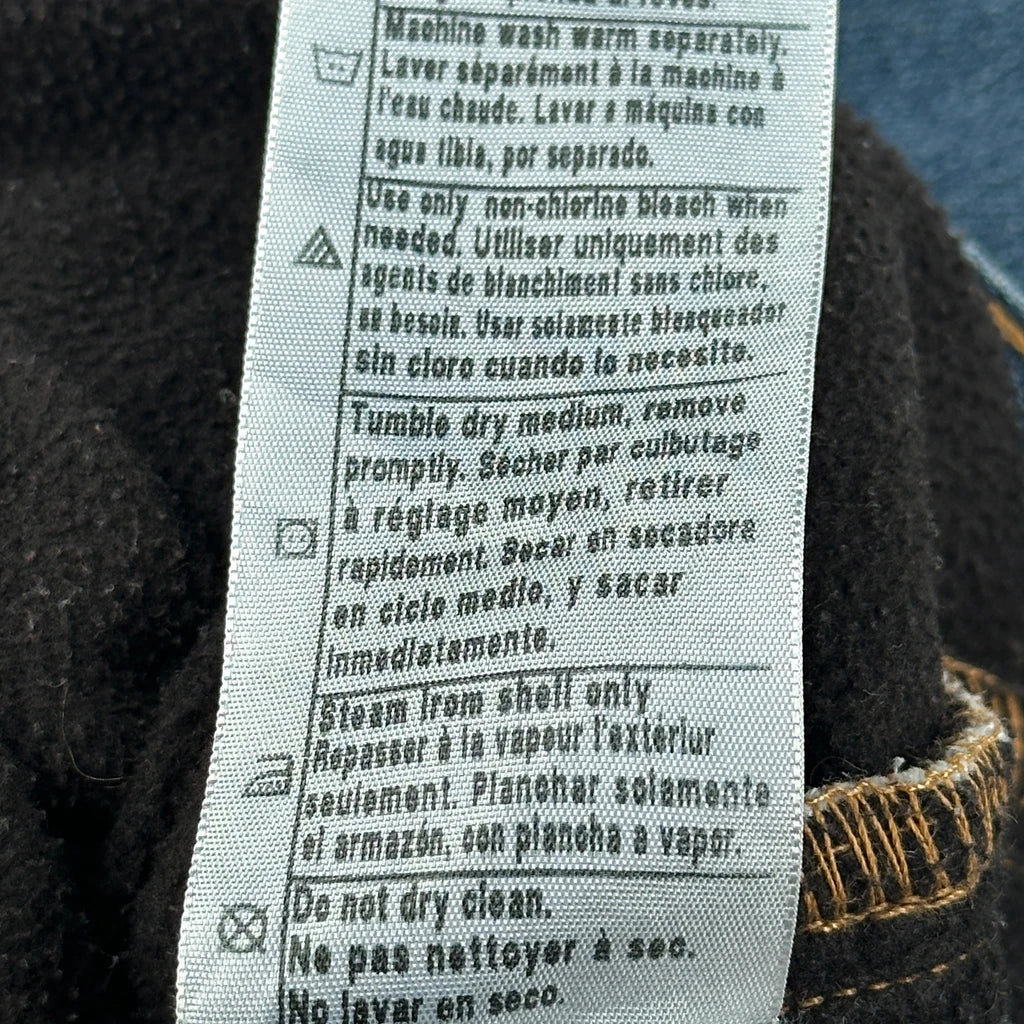 Machine wash warm separately.
Laver séparément à la machine à
l'eau chaude. Lavar a máquina con
agua tibia, por separado.
Use only non-chlorine bleach when
needed. Utiliser uniquement des
agents de blanchiment sans chlore,
au besoin. Usar solamente blanqueador
sin cloro cuando lo necesite.
Tumble dry medium, remove
promptly. Sécher par culbutage
à réglage moyen, retirer
rapidement. Secar en secadora
en ciclo medio, y sacar
inmediatamente.
Steam iron shell only
Repasser à la vapeur l'extériur
seulement. Planchar solamente
el armazón, con plancha a vapor.
Do not dry clean.
Ne pas nettoyer à sec.
No lavar en seco.